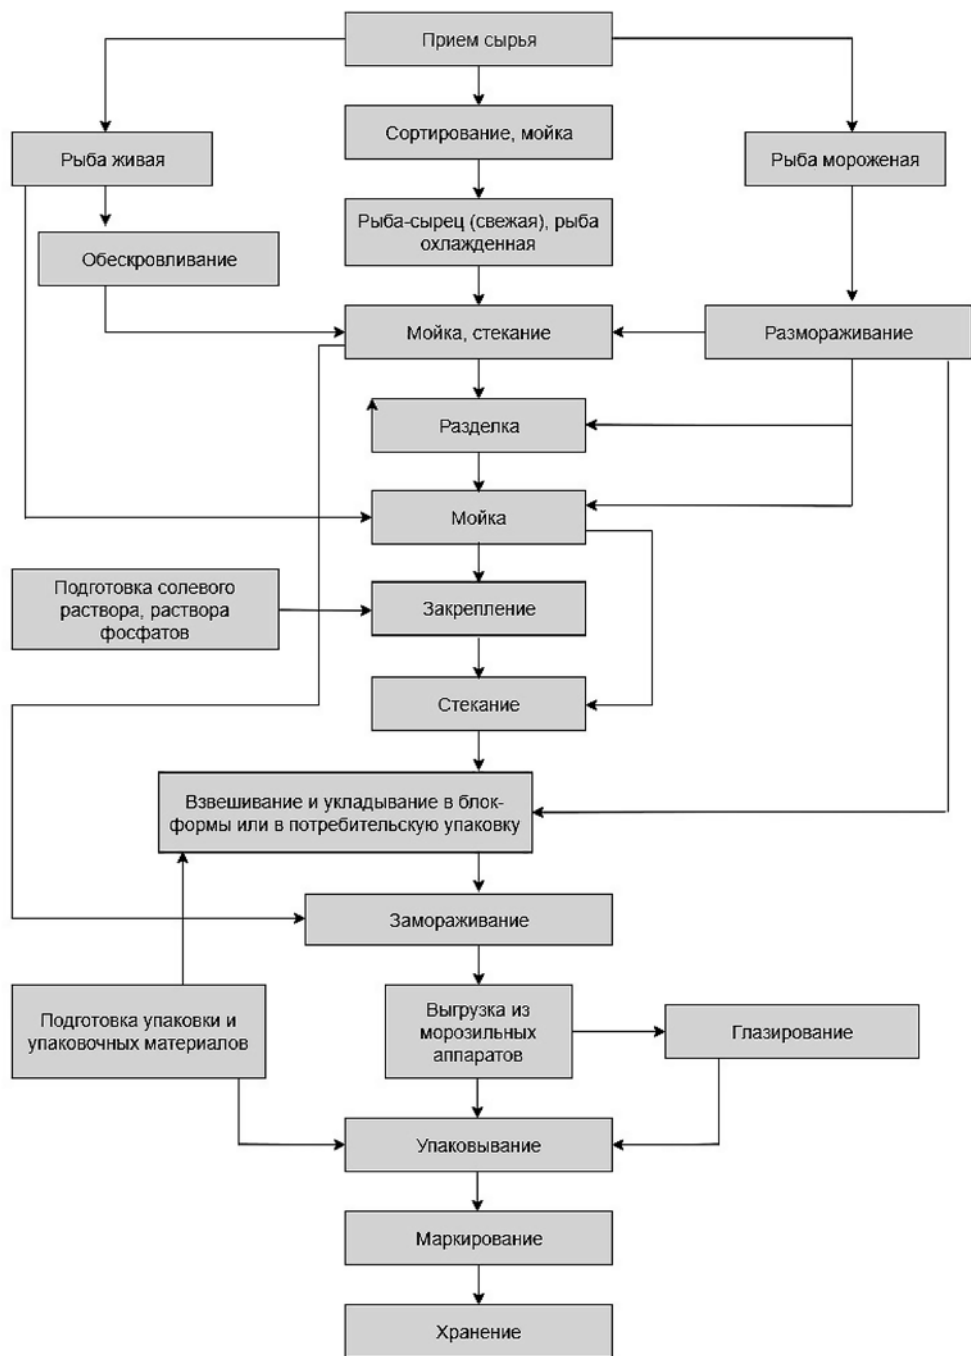 Прием сырья
Сортирование, мойка
Рыба живая
Рыба мороженая
Рыба-сырец (свежая), рыба
охлажденная
Обескровливание
Мойка, стекание
Размораживание
Разделка
Мойка
Подготовка солевого
раствора, раствора
фосфатов
Закрепление
Стекание
Взвешивание и укладывание в блок-
формы или в потребительскую упаковку
Замораживание
Подготовка упаковки и
упаковочных материалов
Выгрузка из
морозильных
аппаратов
Глазирование
Упаковывание
Маркирование
Хранение